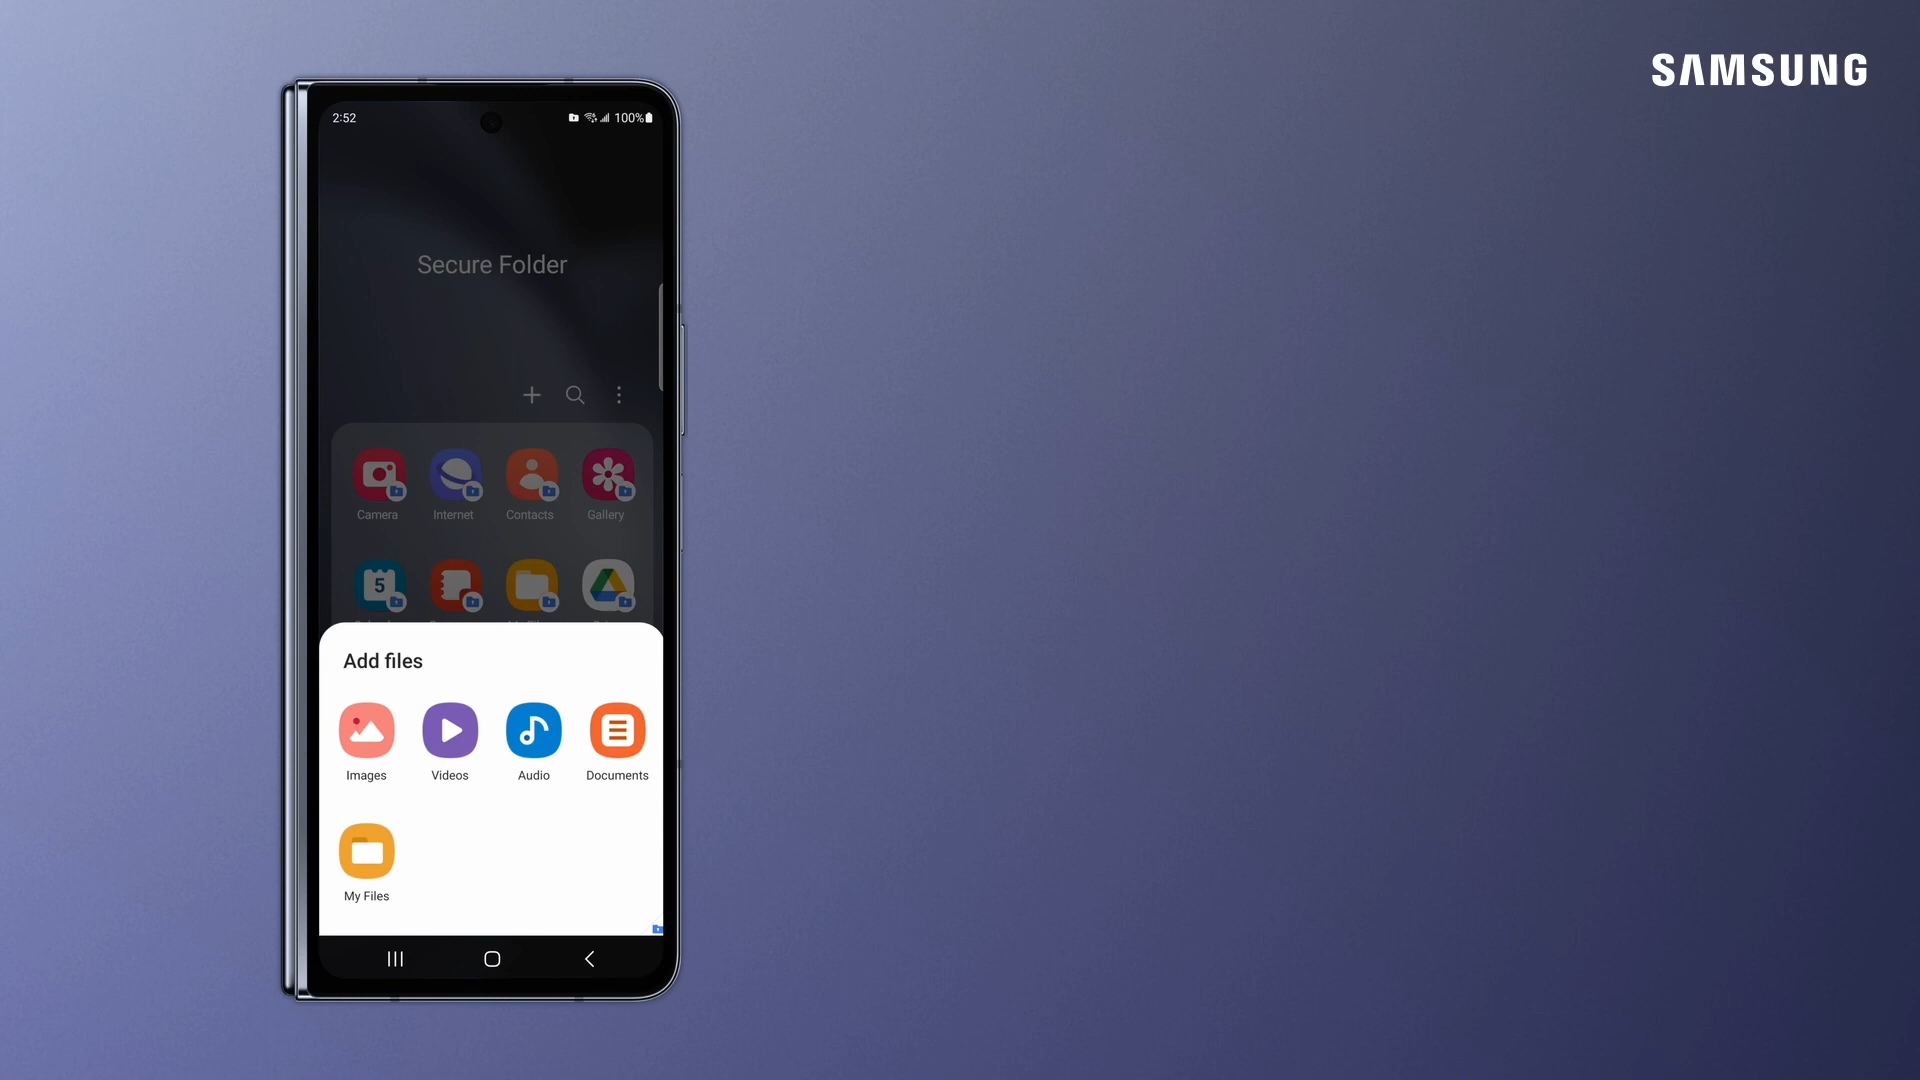 SAMSUNG
2:52
100%
Secure Folder
Camera
Internet
Contacts
Gallery
5
Add files
Images
Videos
Audio
Documents
My Files